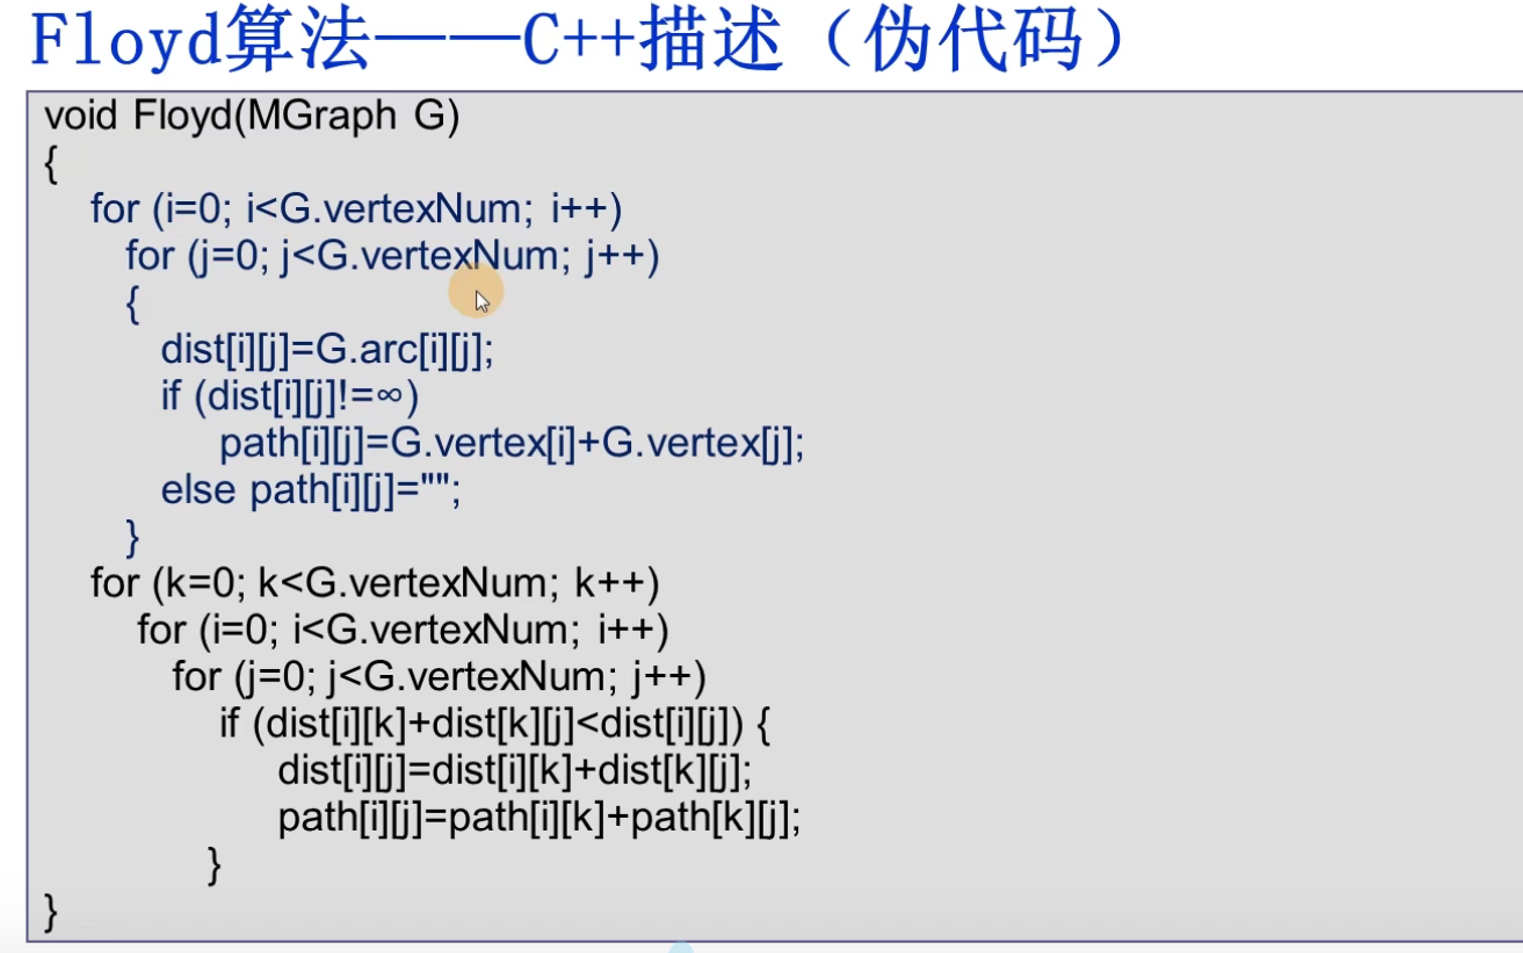 Floyd算法——C++描述（伪代码）
void Floyd(MGraph G)
{
for (i=0; i<G.vertexNum; i++)
for (j=0; j<G.vertexNum; j++)
{
dist[i][j]=G.arc[i][j];
if (dist[i][j]!=∞)
path[i][j]=G.vertex[i]+G.vertex[j];
else path[i][j]="";
}
for (k=0; k<G.vertexNum; k++)
for (i=0; i<G.vertexNum; i++)
for (j=0; j<G.vertexNum; j++)
if (dist[i][k]+dist[k][j]<dist[i][j]) {
dist[i][j]=dist[i][k]+dist[k][j];
path[i][j]=path[i][k]+path[k][j];
}
}